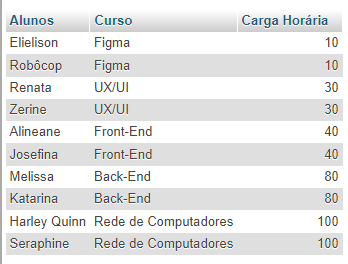 Alunos Curso Carga Horária
Elielison Figma 10
Robôcop Figma 10
Renata UX/UI 30
Zerine UX/UI 30
Alineane Front-End 40
Josefina Front-End 40
Melissa Back-End 80
Katarina Back-End 80
Harley Quinn Rede de Computadores 100
Seraphine Rede de Computadores 100